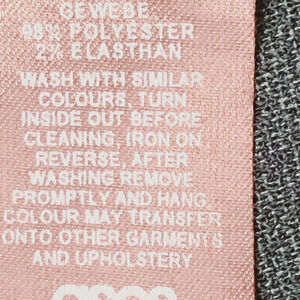 GEWEBE
98% POLYESTER
2% ELASTHAN
WASH WITH SIMILAR
COLOURS, TURN
INSIDE OUT BEFORE
CLEANING, IRON ON
REVERSE, AFTER
WASHING REMOVE
PROMPTLY AND HANG,
COLOUR MAY TRANSFER
ONTO OTHER GARMENTS
AND UPHOLSTERY